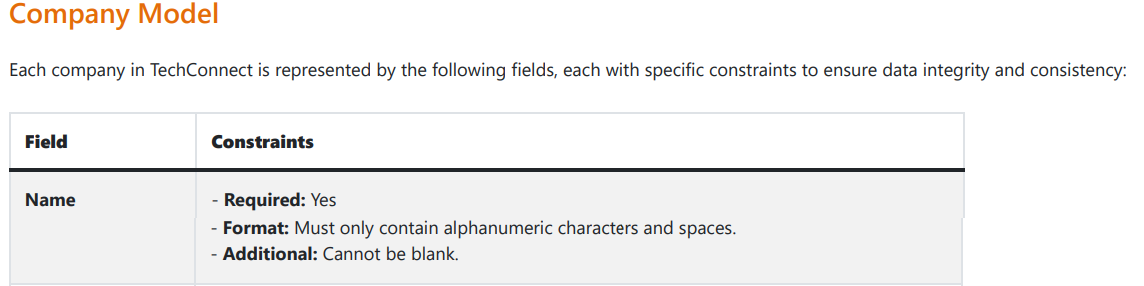 Company Model
Each company in TechConnect is represented by the following fields, each with specific constraints to ensure data integrity and consistency:
Field Constraints
Name - Required: Yes
- Format: Must only contain alphanumeric characters and spaces.
- Additional: Cannot be blank.